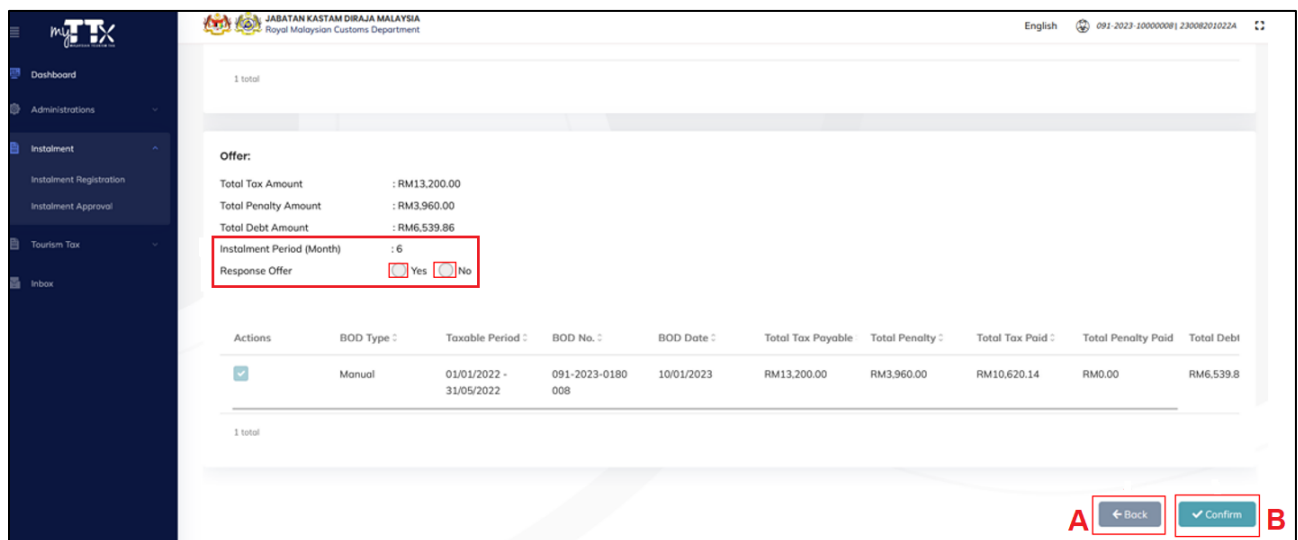 myTTX
JABATAN KASTAM DIRAJA MALAYSIA
Royal Malaysian Customs Department
English
091-2023-10000008| 23008201022A
Dashboard
Administrations
Instalment
Instalment Registration
Instalment Approval
Tourism Tax
Inbox
1 total
Offer:
Total Tax Amount : RM13,200.00
Total Penalty Amount : RM3,960.00
Total Debt Amount : RM6,539.86
Instalment Period (Month) : 6
Response Offer Yes No
Actions BOD Type Taxable Period BOD No. BOD Date Total Tax Payable Total Penalty Total Tax Paid Total Penalty Paid Total Debt
Manual 01/01/2022 - 091-2023-0180 10/01/2023 RM13,200.00 RM3,960.00 RM10,620.14 RM0.00 RM6,539.8
31/05/2022 008
1 total
A Back Confirm B